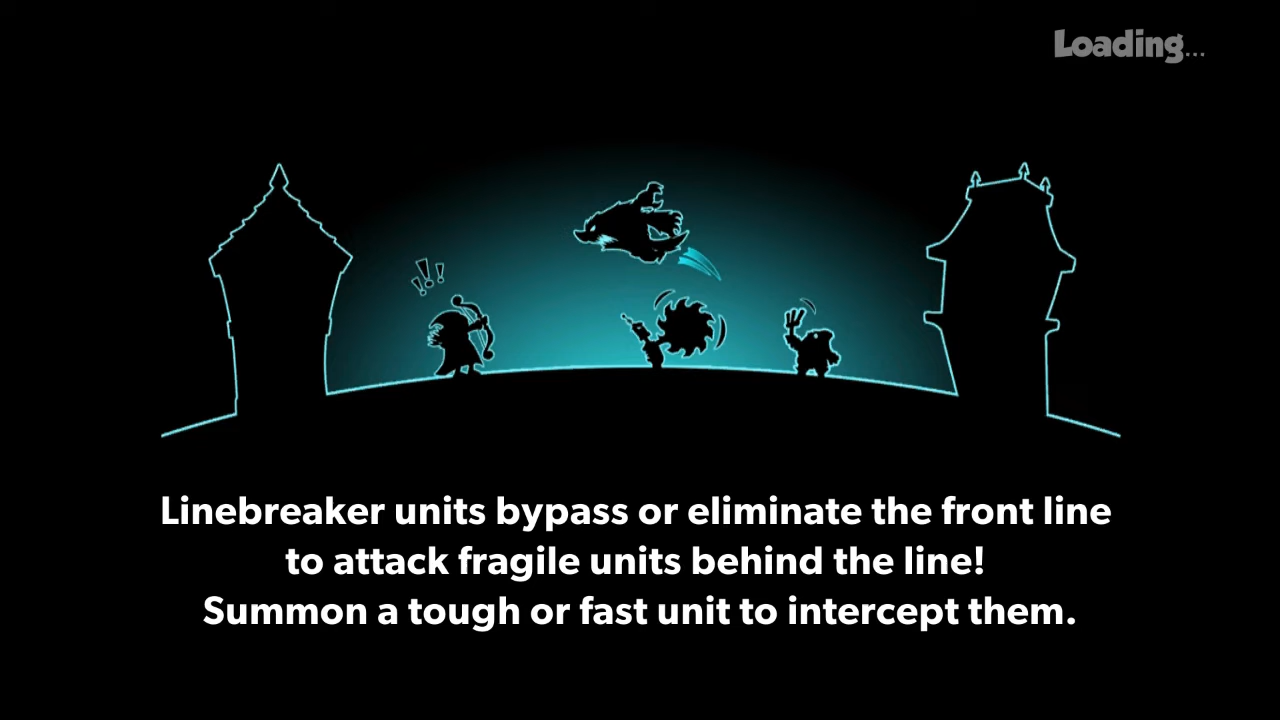 Loading...
!!!
Linebreaker units bypass or eliminate the front line
to attack fragile units behind the line!
Summon a tough or fast unit to intercept them.